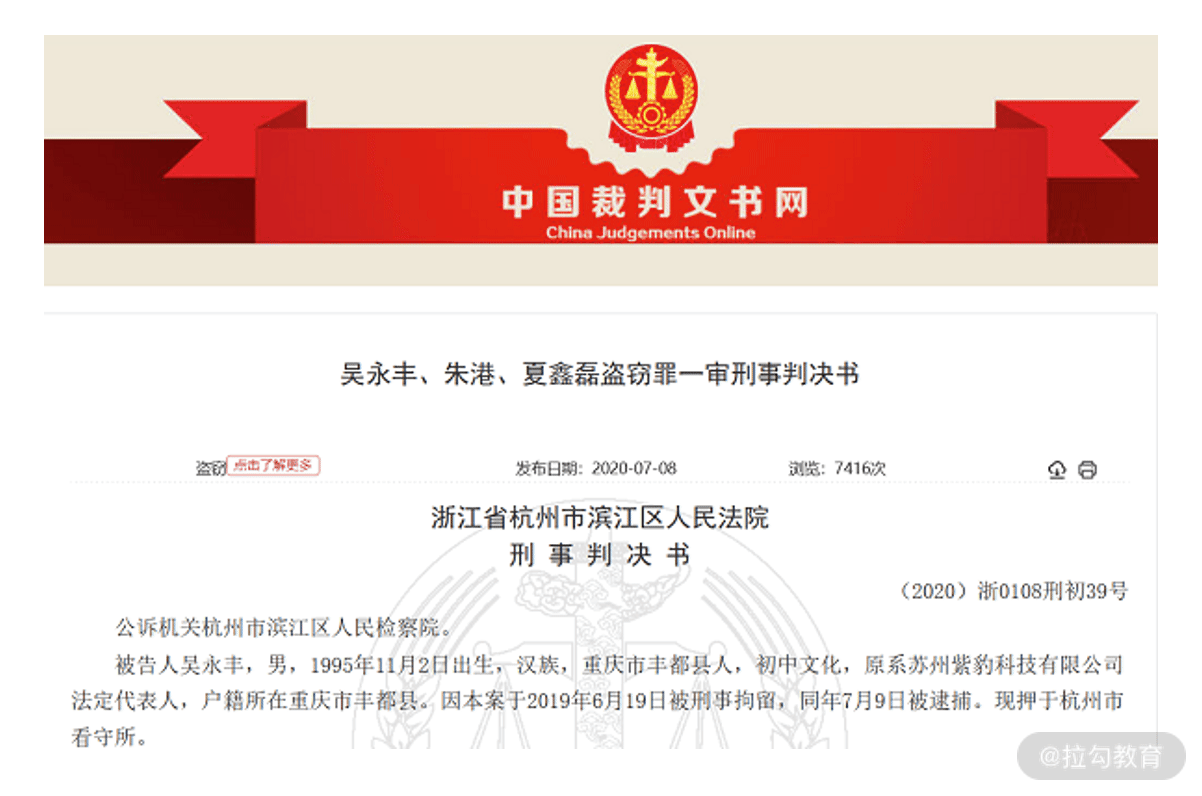 中国裁判文书网
China Judgements Online
吴永丰、朱港、夏鑫磊盗窃罪一审刑事判决书
盗窃 点击了解更多 发布日期：2020-07-08 浏览：7416次
浙江省杭州市滨江区人民法院
刑事判决书
（2020）浙0108刑初39号
公诉机关杭州市滨江区人民检察院。
被告人吴永丰，男，1995年11月2日出生，汉族，重庆市丰都县人，初中文化，原系苏州紫豹科技有限公司
法定代表人，户籍所在重庆市丰都县。因本案于2019年6月19日被刑事拘留，同年7月9日被逮捕。现押于杭州市
看守所。
@拉勾教育